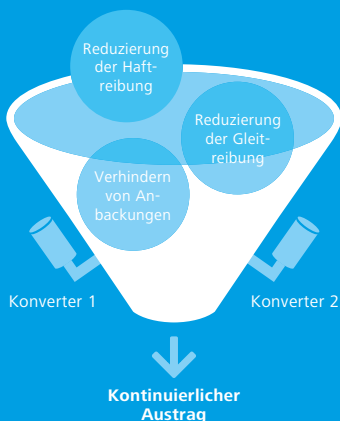 Reduzierung
der Haft-
reibung
Reduzierung
der Gleit-
reibung
Verhindern
von An-
backungen
Konverter 1
Konverter 2
Kontinuierlicher
Austrag